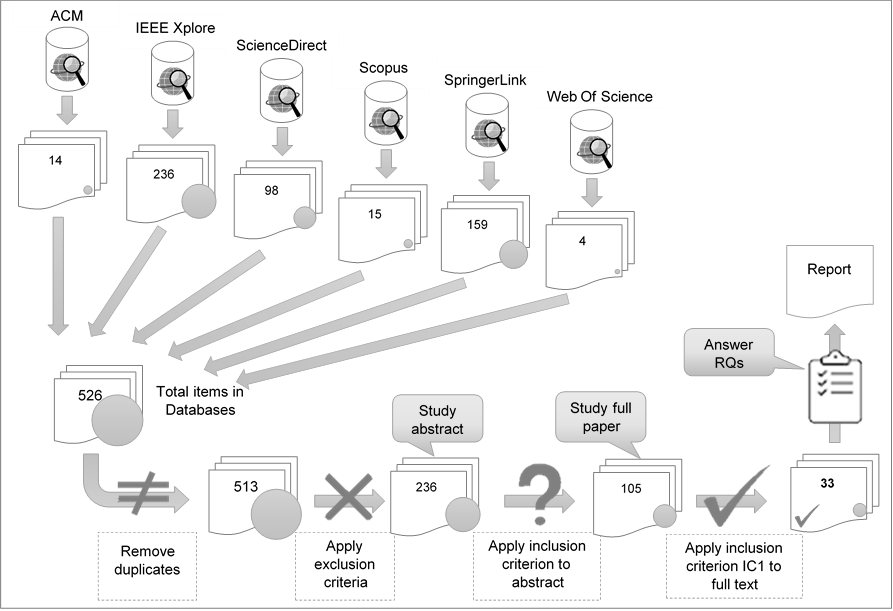 ACM
IEEE Xplore
ScienceDirect
Scopus
SpringerLink
Web Of Science
14
236
98
15
159
4
Report
Answer
RQs
526
Total items in
Databases
Study
abstract
Study full
paper
513
236
105
33
Remove
duplicates
Apply
exclusion
criteria
Apply inclusion
criterion to
abstract
Apply inclusion
criterion IC1 to
full text